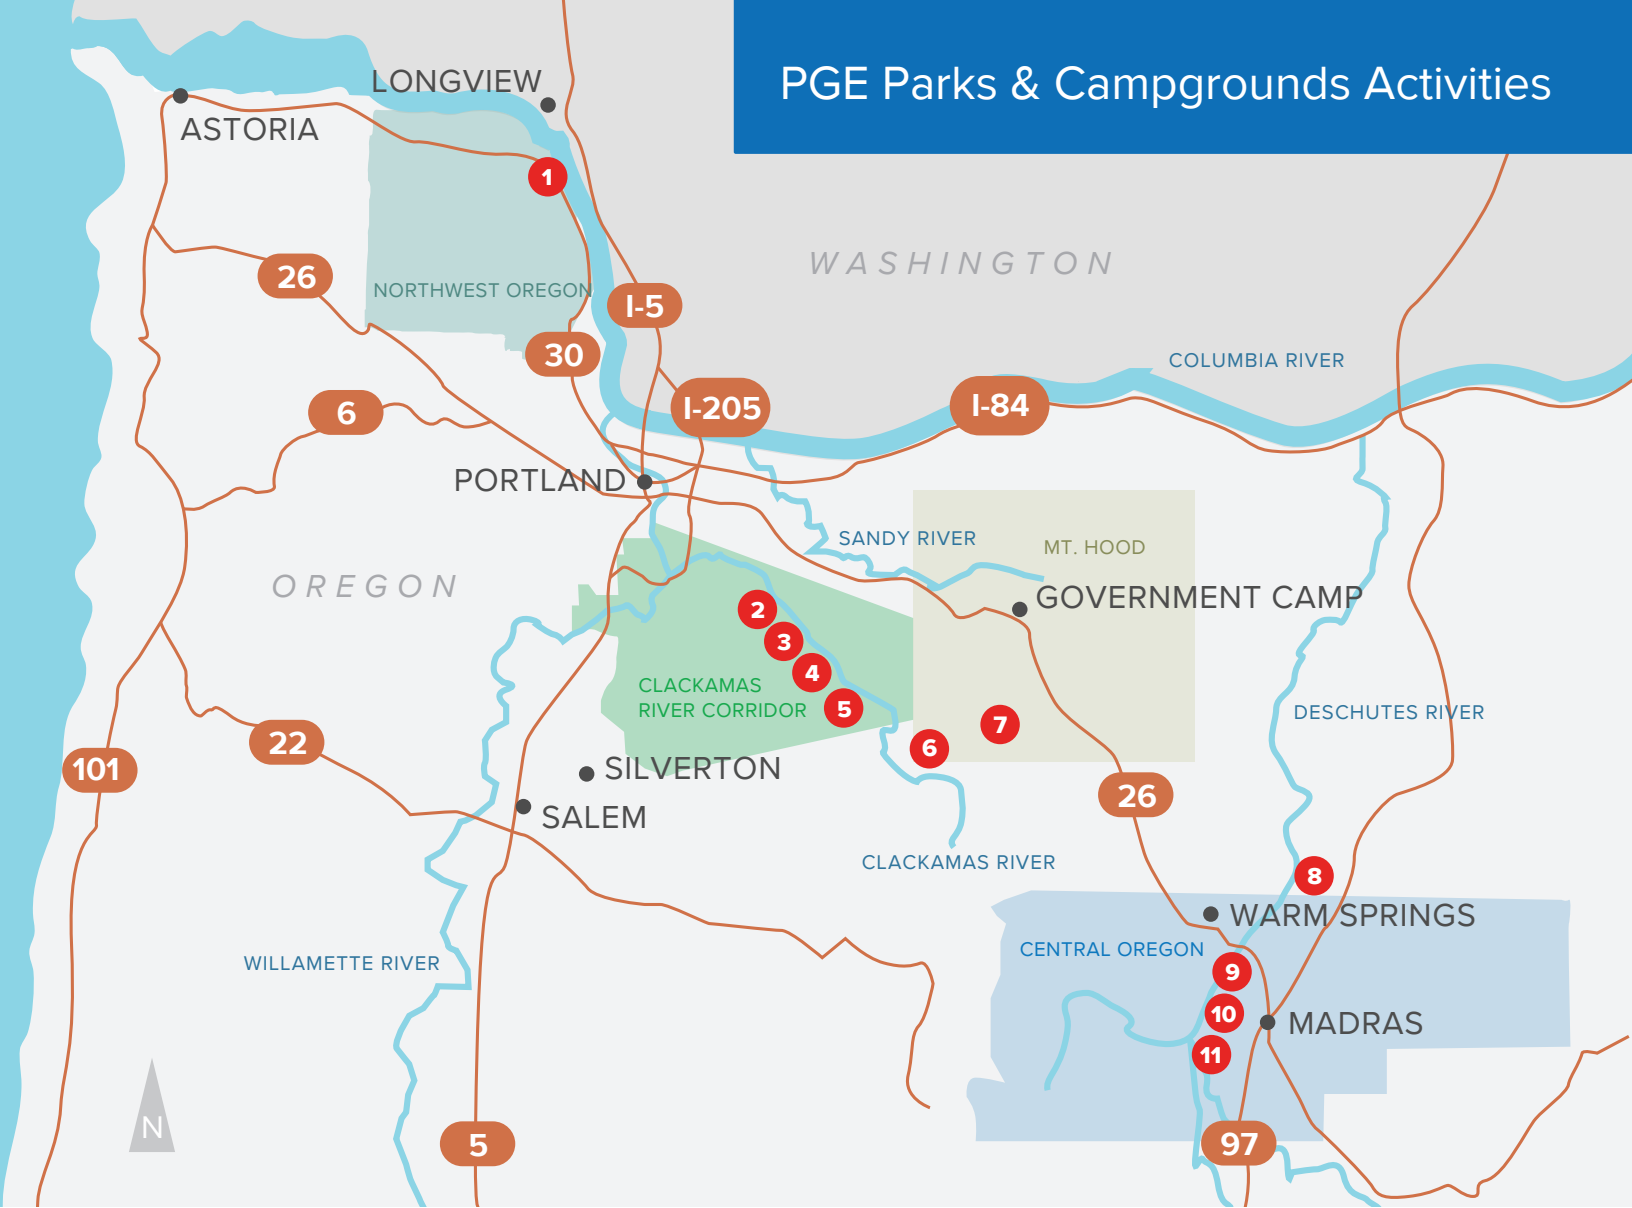 PGE Parks & Campgrounds Activities
LONGVIEW
ASTORIA
1
WASHINGTON
26
NORTHWEST OREGON
I-5
30
COLUMBIA RIVER
6
I-205
I-84
PORTLAND
SANDY RIVER
MT. HOOD
OREGON
GOVERNMENT CAMP
2
3
4
CLACKAMAS
RIVER CORRIDOR
5
DESCHUTES RIVER
7
6
22
101
SILVERTON
26
SALEM
CLACKAMAS RIVER
8
WARM SPRINGS
CENTRAL OREGON
WILLAMETTE RIVER
9
10
MADRAS
11
N
5
97